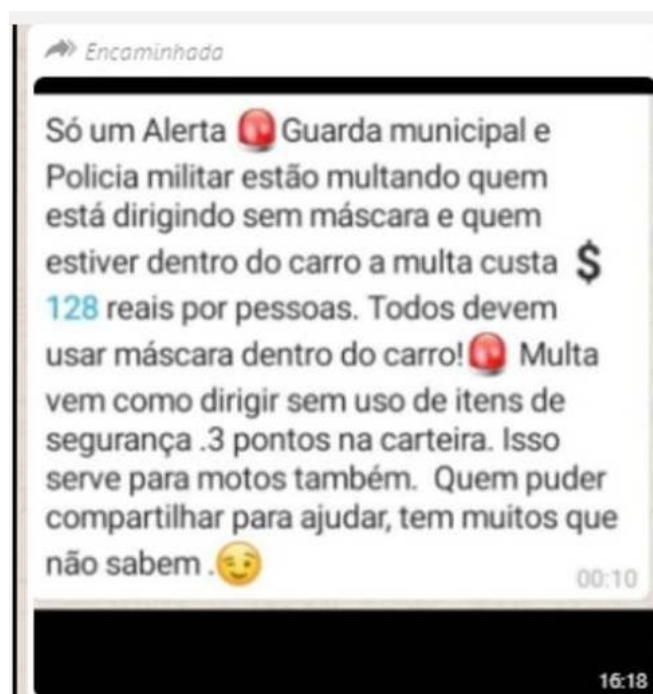 Encaminhada
Só um Alerta 🚨 Guarda municipal e
Policia militar estão multando quem
está dirigindo sem máscara e quem
estiver dentro do carro a multa custa $
128 reais por pessoas. Todos devem
usar máscara dentro do carro!🚨 Multa
vem como dirigir sem uso de itens de
segurança .3 pontos na carteira. Isso
serve para motos também. Quem puder
compartilhar para ajudar, tem muitos que
não sabem .😉
00:10
16:18